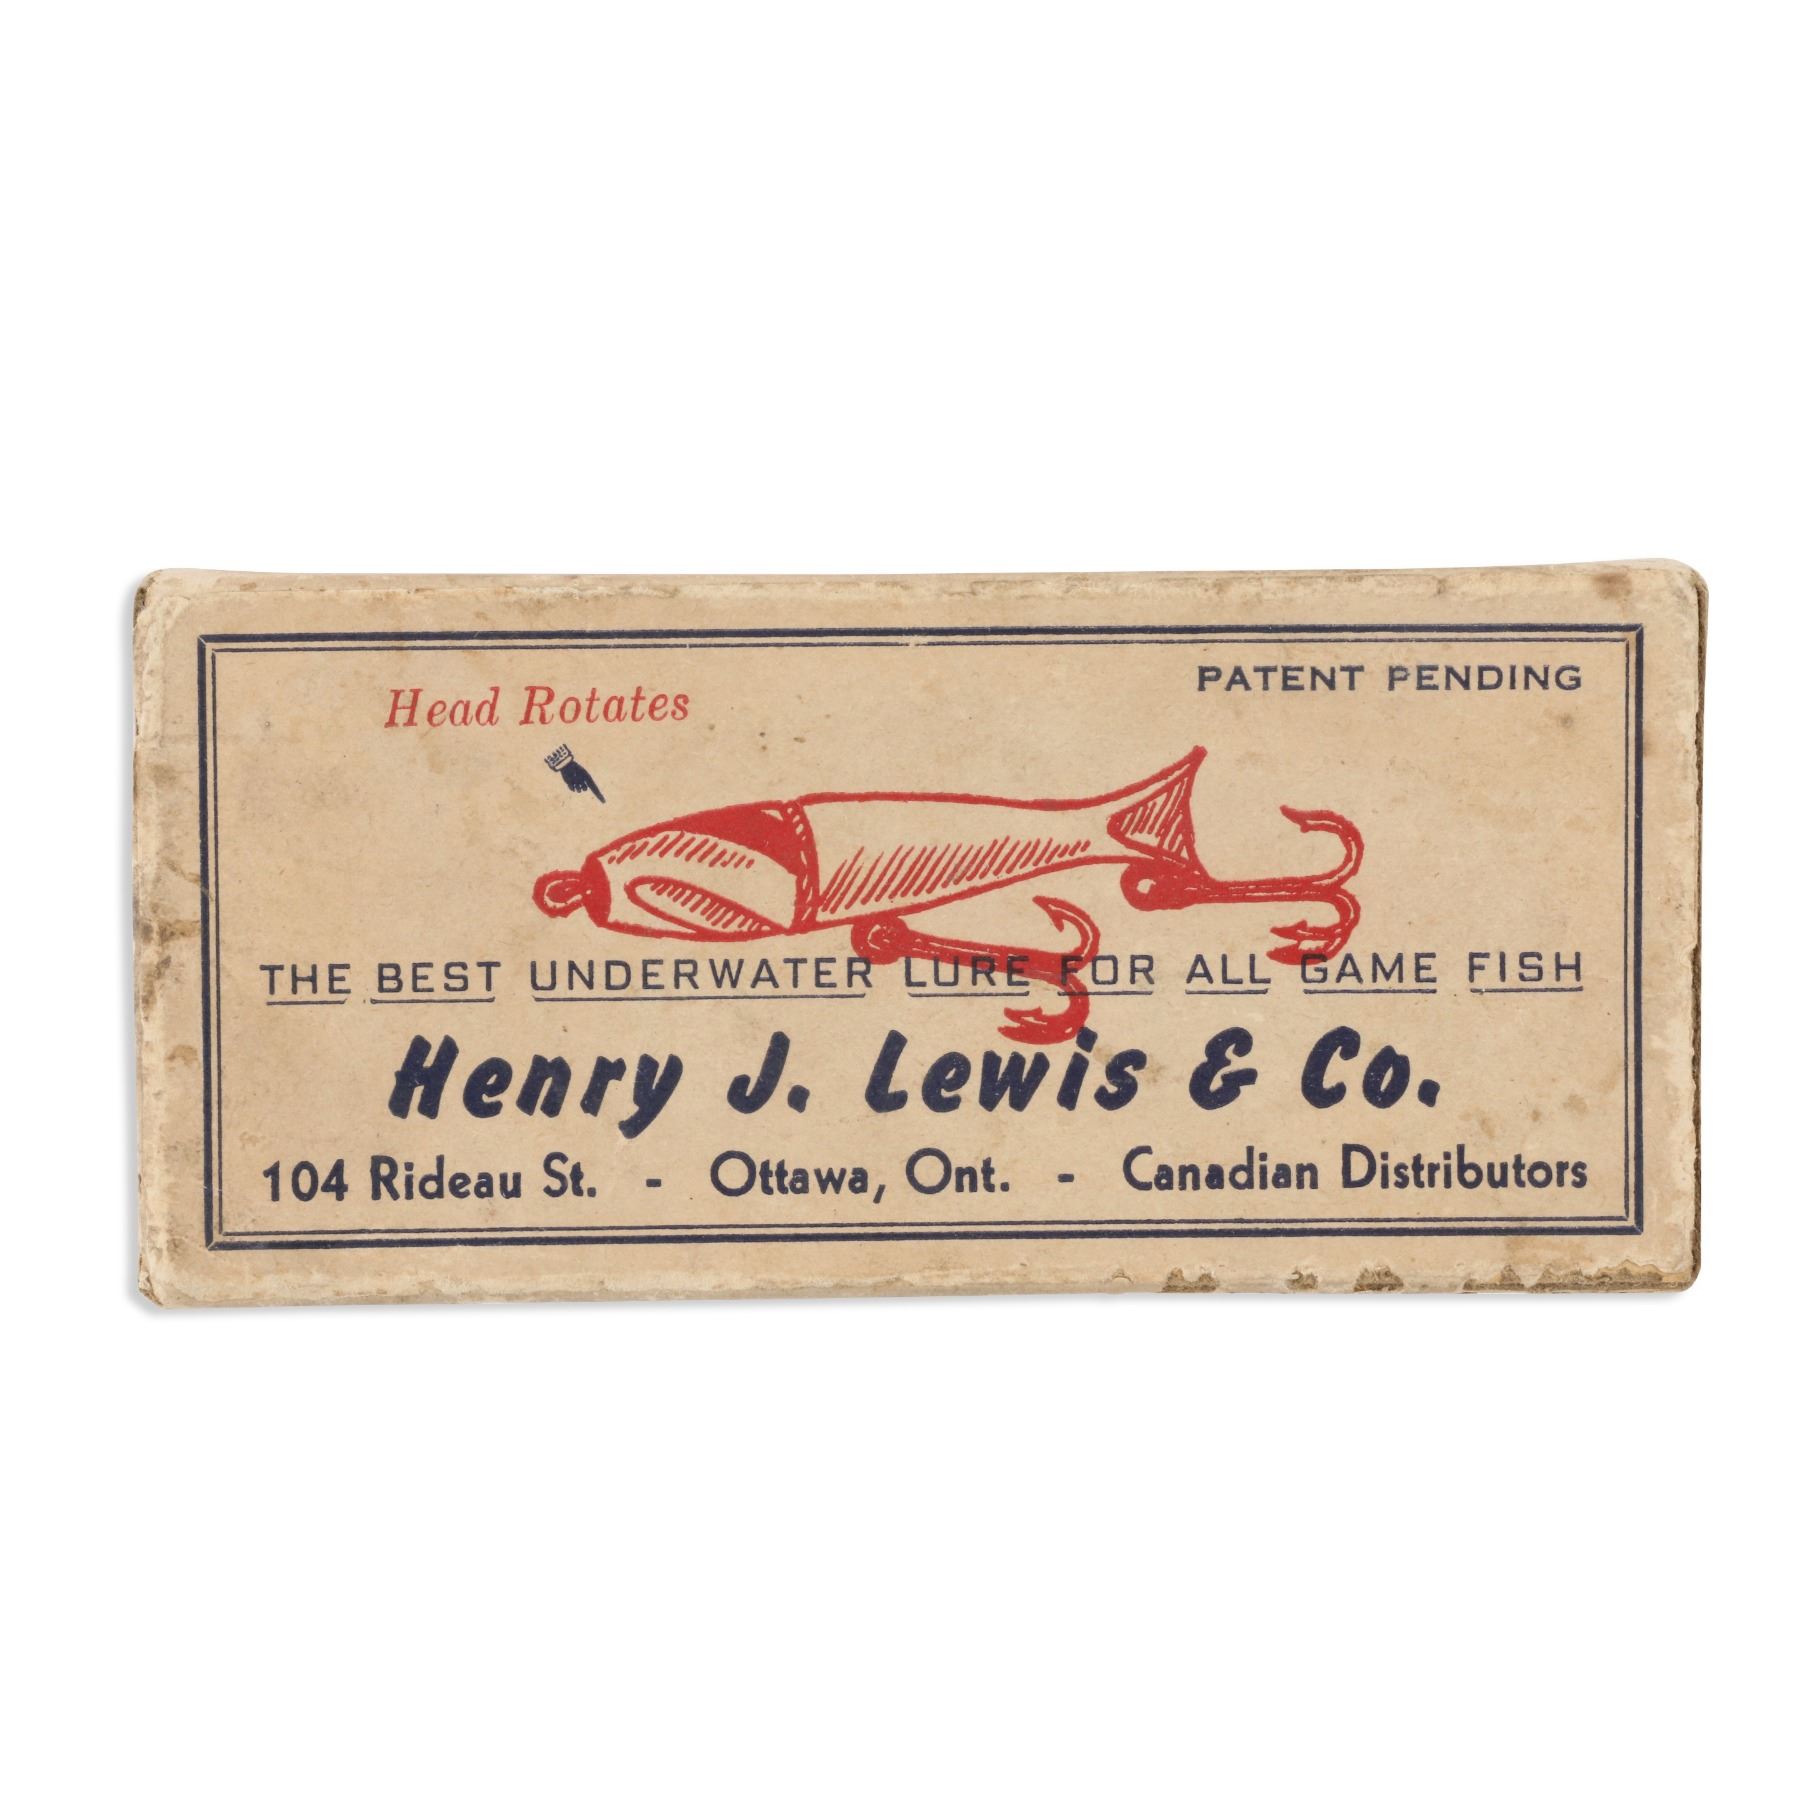 Head Rotates
PATENT PENDING
THE BEST UNDERWATER LURE FOR ALL GAME FISH
Henry J. Lewis & Co.
104 Rideau St. - Ottawa, Ont. - Canadian Distributors